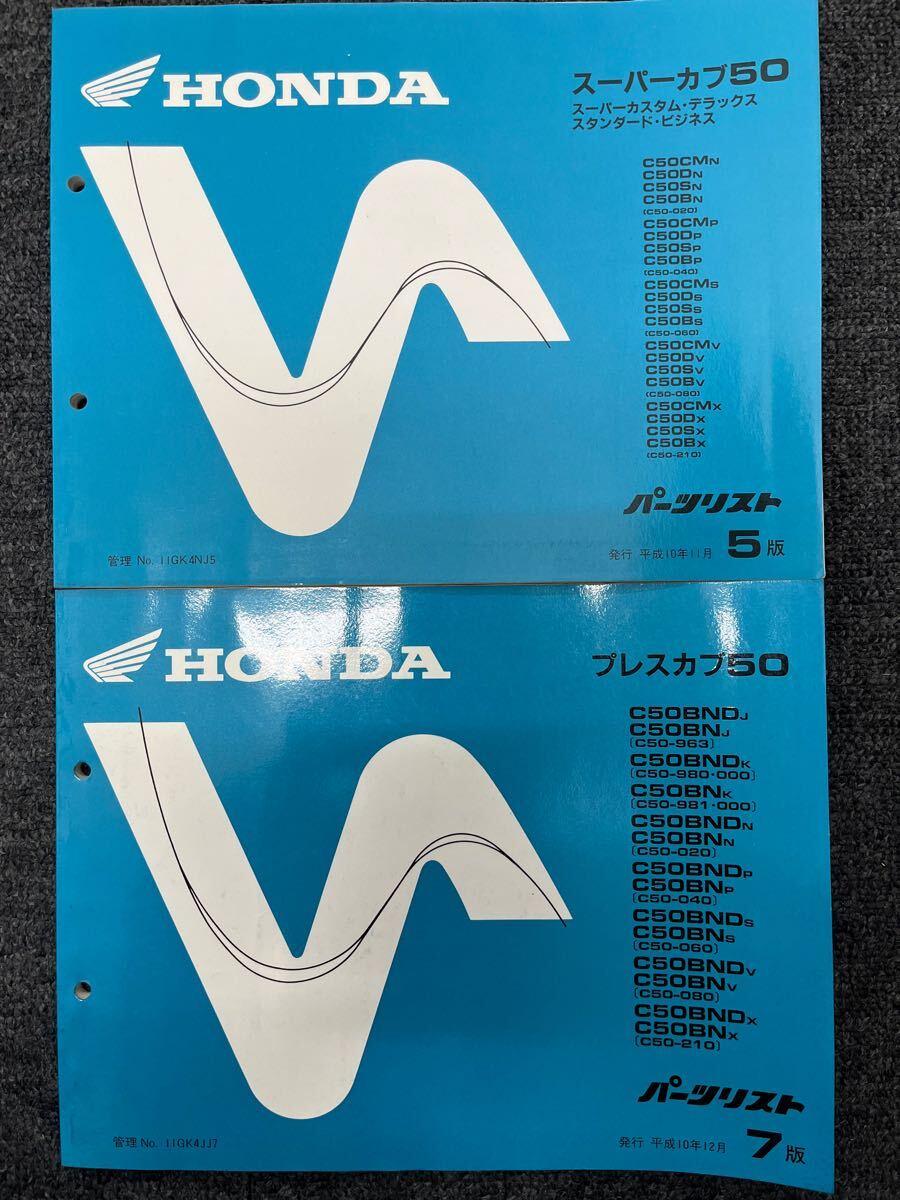 HONDA
スーパーカブ50
スーパーカスタム・デラックス
スタンダード・ビジネス
C50CMN
C50DN
C50SN
C50BN
(C50-020)
C50CMP
C50DP
C50SP
C50BP
(C50-040)
C50CMS
C50DS
C50SS
C50BS
(C50-060)
C50CMV
C50DV
C50SV
C50BV
(C50-080)
C50CMX
C50DX
C50SX
C50BX
(C50-210)
パーツリスト
管理 No. 11GK4NJ5
発行 平成10年11月 5版
HONDA
プレスカブ50
C50BNDJ
C50BNJ
(C50-963)
C50BNDK
(C50-980・000)
C50BNK
(C50-981・000)
C50BNDN
C50BNN
(C50-020)
C50BNDP
C50BNP
(C50-040)
C50BNDS
C50BNS
(C50-060)
C50BNDV
C50BNV
(C50-080)
C50BNDX
C50BNX
(C50-210)
パーツリスト
管理 No. 11GK4JJ7
発行 平成10年12月 7版